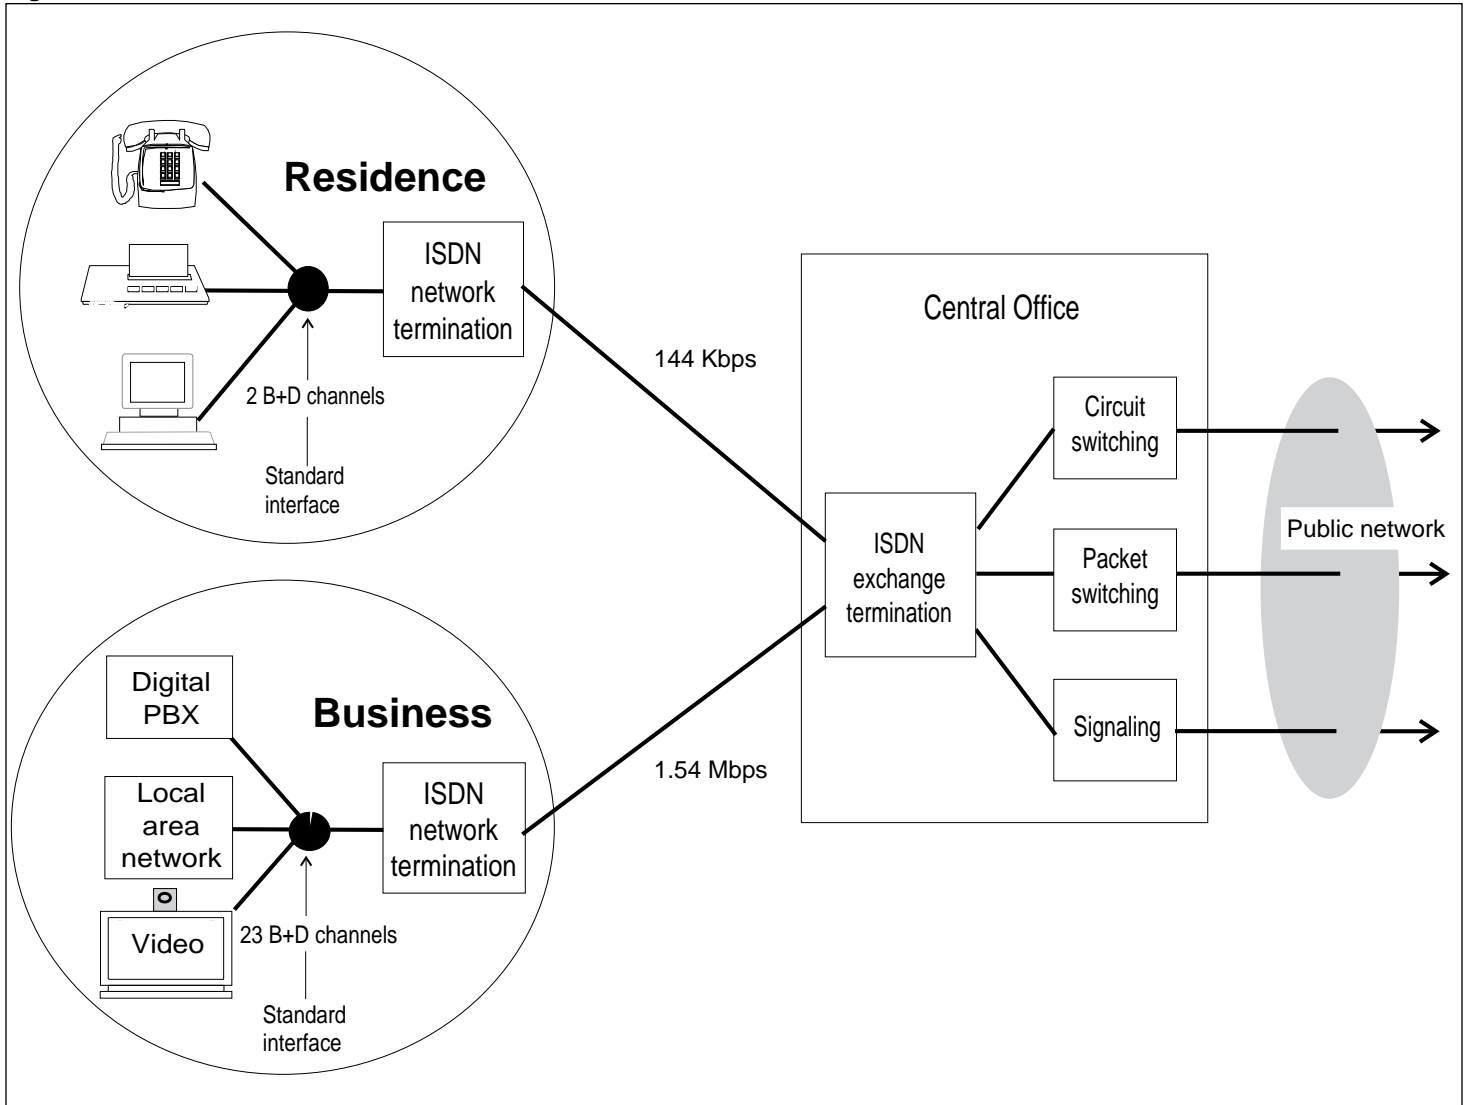 Residence
ISDN
network
termination
2 B+D channels
Standard
interface
144 Kbps
Central Office
Circuit
switching
ISDN
exchange
termination
Packet
switching
Signaling
Public network
Business
Digital
PBX
Local
area
network
Video
ISDN
network
termination
23 B+D channels
Standard
interface
1.54 Mbps